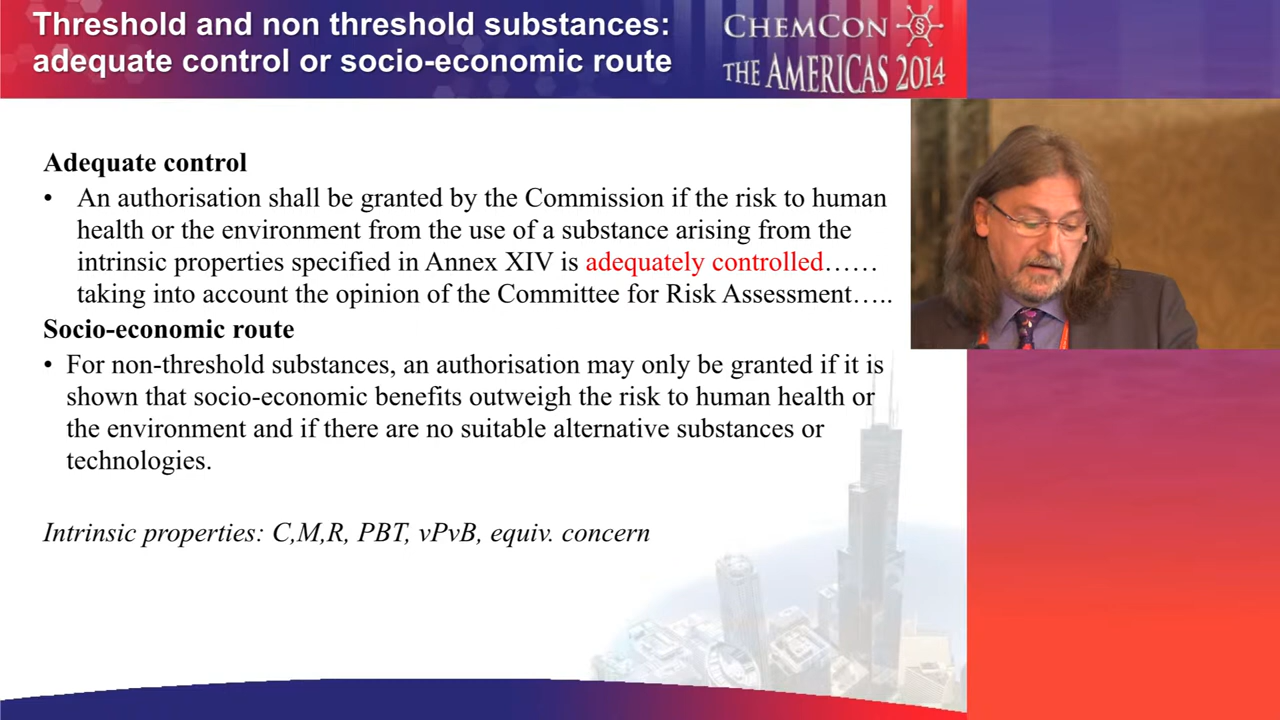 Threshold and non threshold substances:
adequate control or socio-economic route
CHEMCON §
THE AMERICAS 2014
Adequate control
• An authorisation shall be granted by the Commission if the risk to human
health or the environment from the use of a substance arising from the
intrinsic properties specified in Annex XIV is adequately controlled……
taking into account the opinion of the Committee for Risk Assessment…..
Socio-economic route
• For non-threshold substances, an authorisation may only be granted if it is
shown that socio-economic benefits outweigh the risk to human health or
the environment and if there are no suitable alternative substances or
technologies.
Intrinsic properties: C,M,R, PBT, vPvB, equiv. concern